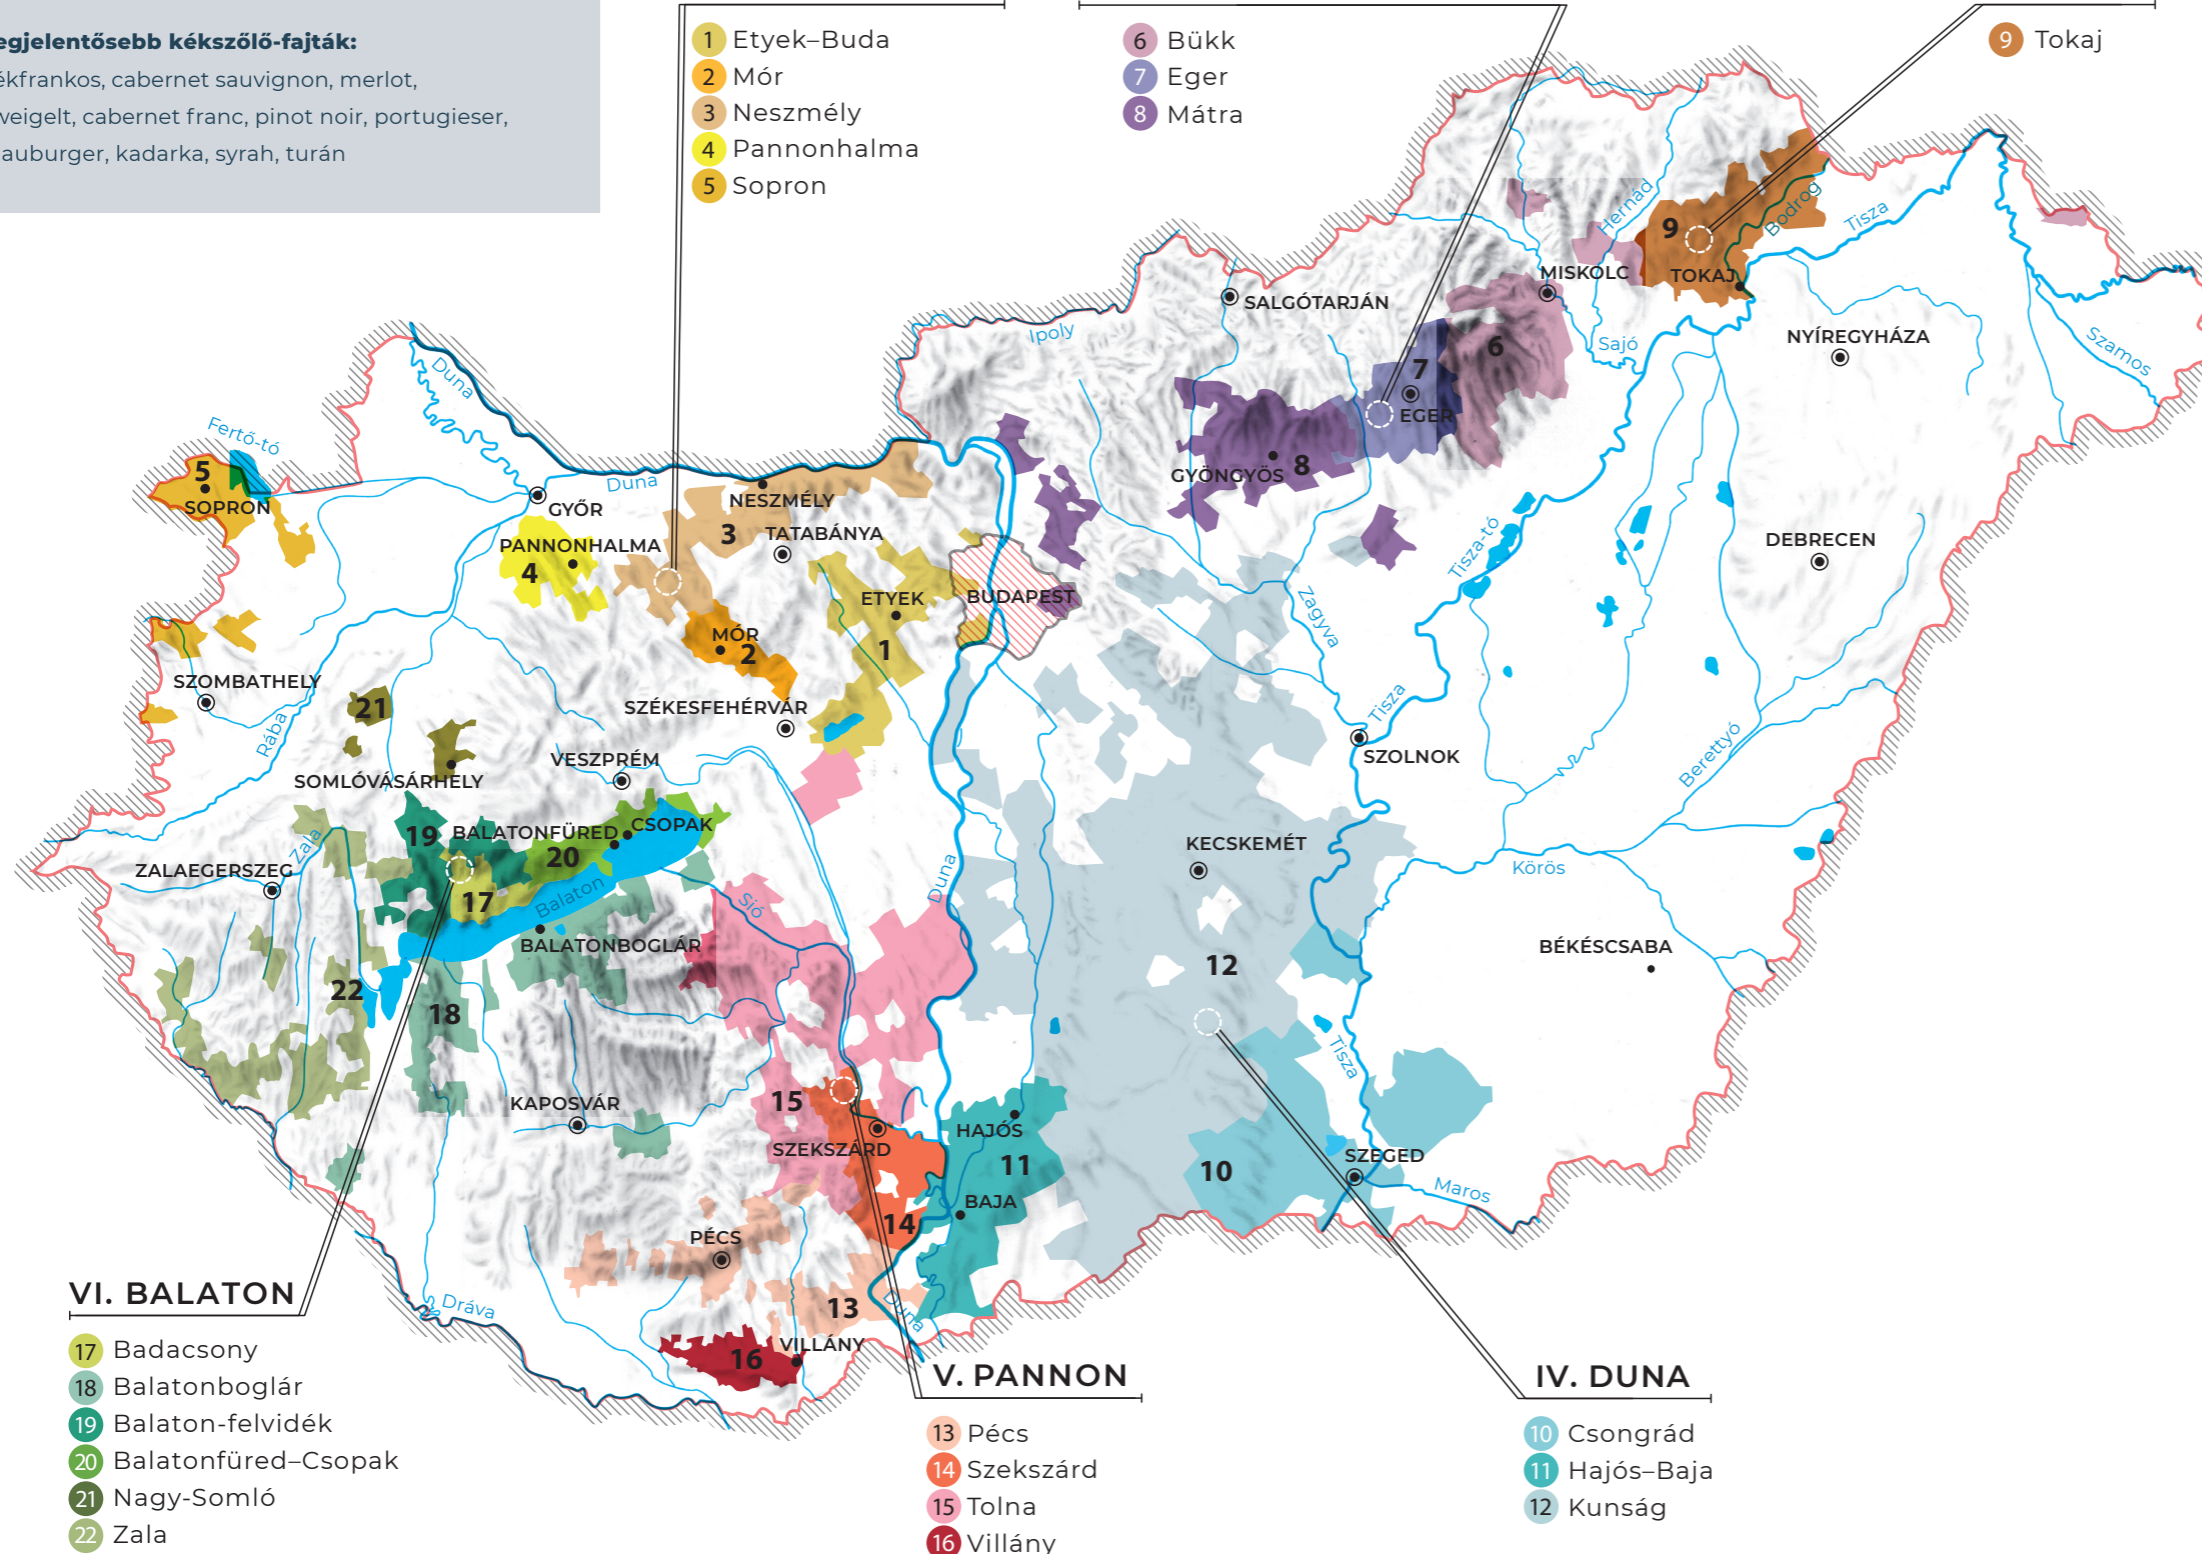 egjelentősebb kékszőlő-fajták:
ékfrankos, cabernet sauvignon, merlot,
weigelt, cabernet franc, pinot noir, portugieser,
auburger, kadarka, syrah, turán
1 Etyek–Buda
2 Mór
3 Neszmély
4 Pannonhalma
5 Sopron
6 Bükk
7 Eger
8 Mátra
9 Tokaj
Hernád
Bodrog
Tisza
9
MISKOLC
TOKAJ
SALGÓTARJÁN
Ipoly
Sajó
NYÍREGYHÁZA
Szamos
6
7
EGER
Duna
Fertő-tó
5
SOPRON
GYŐR
Duna
NESZMÉLY
3
TATABÁNYA
PANNONHALMA
4
GYÖNGYÖS
8
Tisza-tó
DEBRECEN
ETYEK
1
BUDAPEST
Zagyva
MÓR
2
SZOMBATHELY
Rába
21
SZÉKESFEHÉRVÁR
Tisza
SZOLNOK
Berettyó
SOMLÓVÁSÁRHELY
VESZPRÉM
19
BALATONFÜRED
CSOPAK
20
Zala
ZALAEGERSZEG
17
Balaton
BALATONBOGLÁR
Sió
Duna
KECSKEMÉT
Körös
BÉKÉSCSABA
12
22
18
Tisza
KAPOSVÁR
15
SZEKSZÁRD
HAJÓS
11
BAJA
10
SZEGED
Maros
14
PÉCS
13
Duna
Dráva
16
VILLÁNY
VI. BALATON
17 Badacsony
18 Balatonboglár
19 Balaton-felvidék
20 Balatonfüred–Csopak
21 Nagy-Somló
22 Zala
V. PANNON
13 Pécs
14 Szekszárd
15 Tolna
16 Villány
IV. DUNA
10 Csongrád
11 Hajós–Baja
12 Kunság